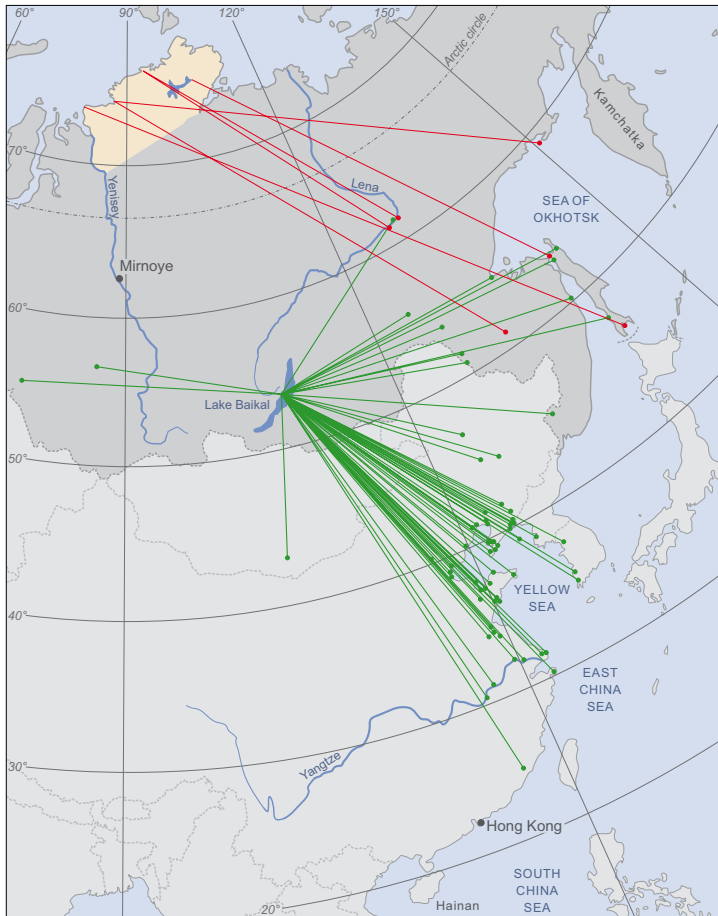 60°
90°
120°
150°
Arctic circle
Kamchatka
70°
Yenisey
Lena
SEA OF
OKHOTSK
Mirnoye
60°
Lake Baikal
50°
40°
YELLOW
SEA
EAST
CHINA
SEA
30°
Yangtze
Hong Kong
SOUTH
CHINA
SEA
Hainan
20°